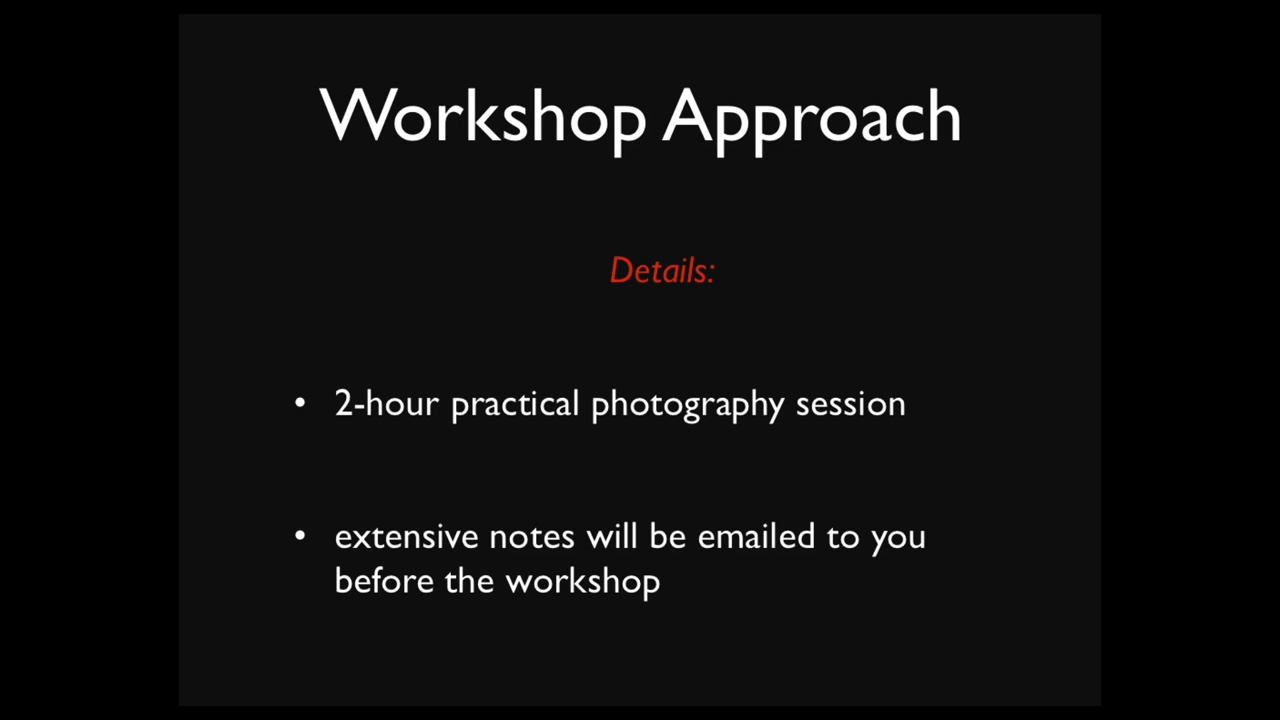 Workshop Approach
Details:
• 2-hour practical photography session
• extensive notes will be emailed to you
before the workshop